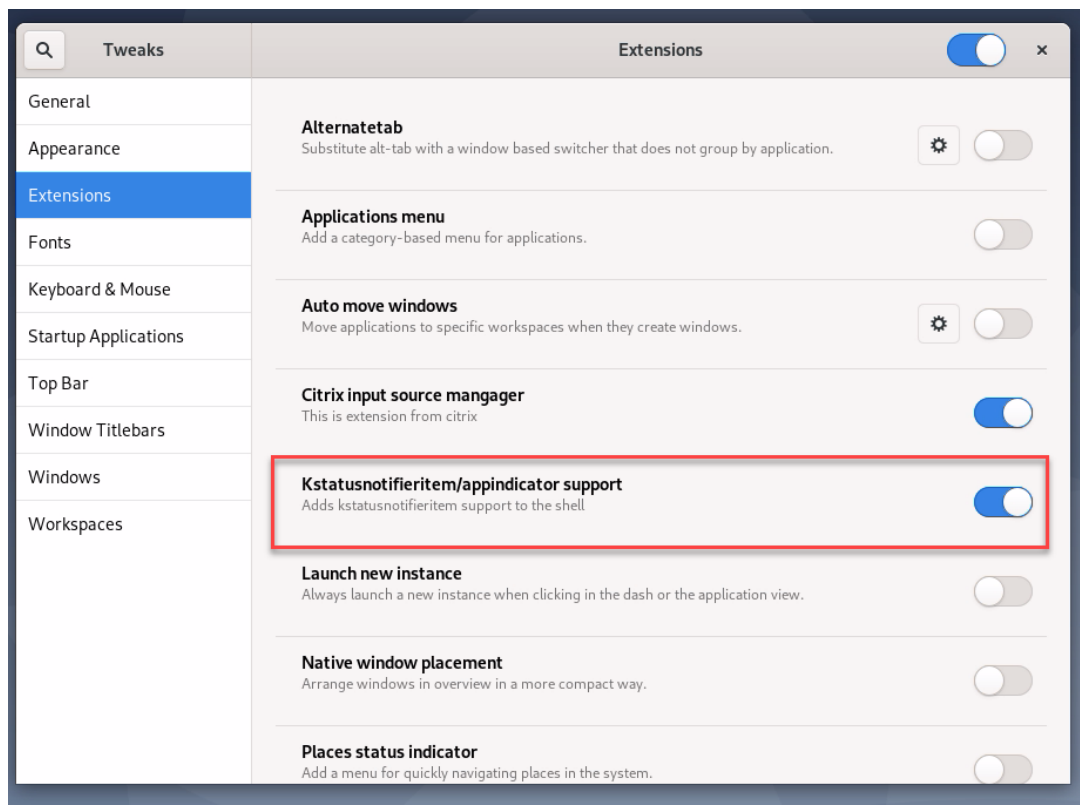 Tweaks
Extensions
General
Appearance
Extensions
Fonts
Keyboard & Mouse
Startup Applications
Top Bar
Window Titlebars
Windows
Workspaces
Alternatetab
Substitute alt-tab with a window based switcher that does not group by application.
Applications menu
Add a category-based menu for applications.
Auto move windows
Move applications to specific workspaces when they create windows.
Citrix input source mangager
This is extension from citrix
Kstatusnotifieritem/appindicator support
Adds kstatusnotifieritem support to the shell
Launch new instance
Always launch a new instance when clicking in the dash or the application view.
Native window placement
Arrange windows in overview in a more compact way.
Places status indicator
Add a menu for quickly navigating places in the system.